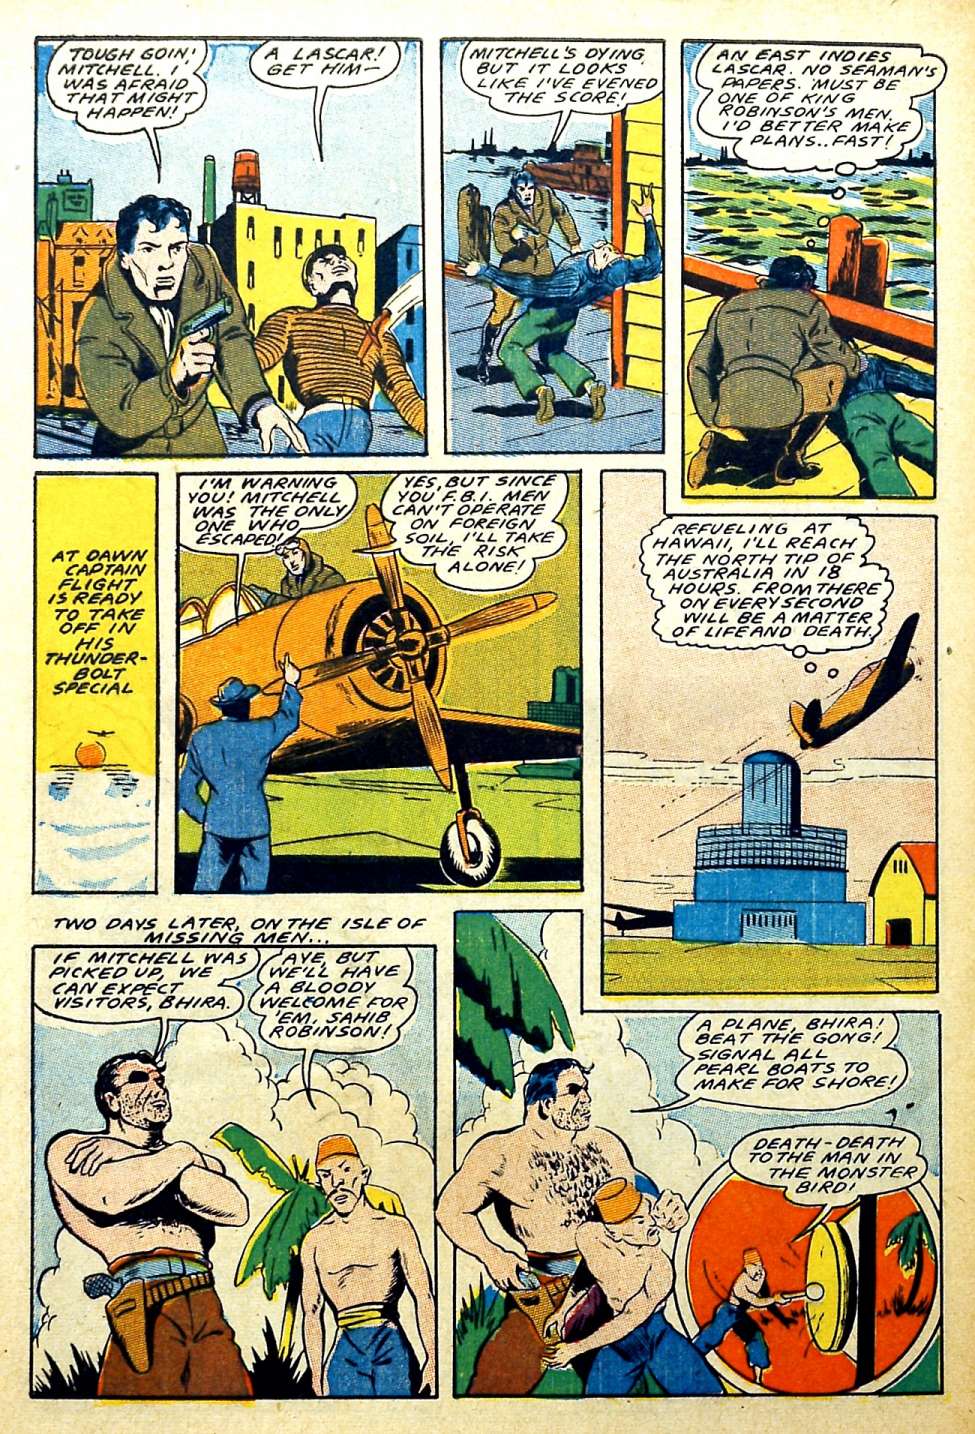 TOUGH GOIN',
MITCHELL. I
WAS AFRAID
THAT MIGHT
HAPPEN!
A LASCAR!
GET HIM—
MITCHELL'S DYING,
BUT IT LOOKS
LIKE I'VE EVENED
THE SCORE!
AN EAST INDIES
LASCAR. NO SEAMAN'S
PAPERS. MUST BE
ONE OF KING
ROBINSON'S MEN.
I'D BETTER MAKE
PLANS.. FAST!
AT DAWN
CAPTAIN
FLIGHT
IS READY
TO TAKE
OFF IN
HIS
THUNDER-
BOLT
SPECIAL
I'M WARNING
YOU! MITCHELL
WAS THE ONLY
ONE WHO
ESCAPED!
YES, BUT SINCE
YOU F.B.I. MEN
CAN'T OPERATE
ON FOREIGN
SOIL, I'LL TAKE
THE RISK
ALONE!
REFUELING AT
HAWAII, I'LL REACH
THE NORTH TIP OF
AUSTRALIA IN 18
HOURS. FROM THERE
ON EVERY SECOND
WILL BE A MATTER
OF LIFE AND DEATH.
TWO DAYS LATER, ON THE ISLE OF
MISSING MEN...
IF MITCHELL WAS
PICKED UP, WE
CAN EXPECT
VISITORS, BHIRA.
AYE, BUT
WE'LL HAVE
A BLOODY
WELCOME FOR
'EM, SAHIB
ROBINSON!
A PLANE, BHIRA!
BEAT THE GONG!
SIGNAL ALL
PEARL BOATS TO
MAKE FOR SHORE!
DEATH-DEATH
TO THE MAN IN
THE MONSTER
BIRD!